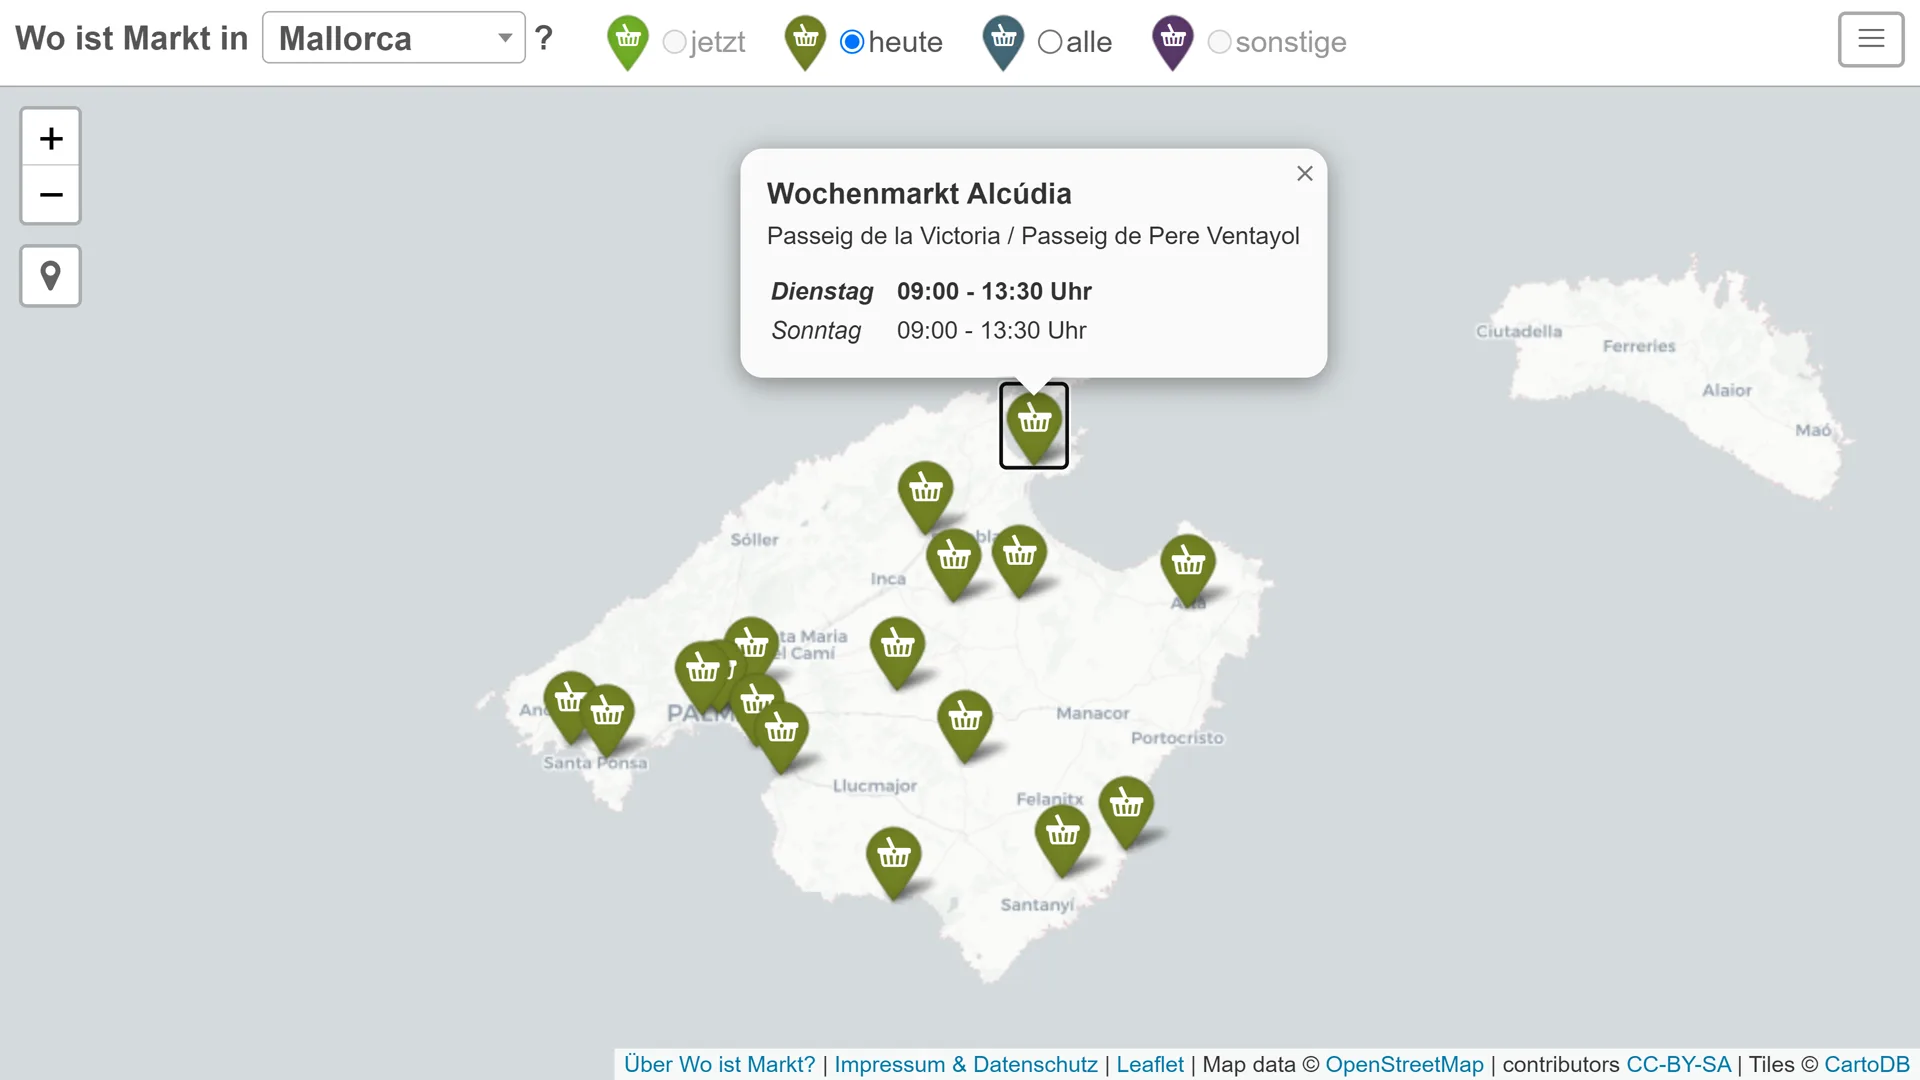 Wo ist Markt in Mallorca ? jetzt heute alle sonstige
+
−
Wochenmarkt Alcúdia ×
Passeig de la Victoria / Passeig de Pere Ventayol
Dienstag 09:00 - 13:30 Uhr
Sonntag 09:00 - 13:30 Uhr
Ciutadella
Ferreries
Alaior
Maó
Sóller
Inca
Santa Ponsa
Manacor
Portocristo
Llucmajor
Felanitx
Santanyí
Über Wo ist Markt? | Impressum & Datenschutz | Leaflet | Map data © OpenStreetMap | contributors CC-BY-SA | Tiles © CartoDB